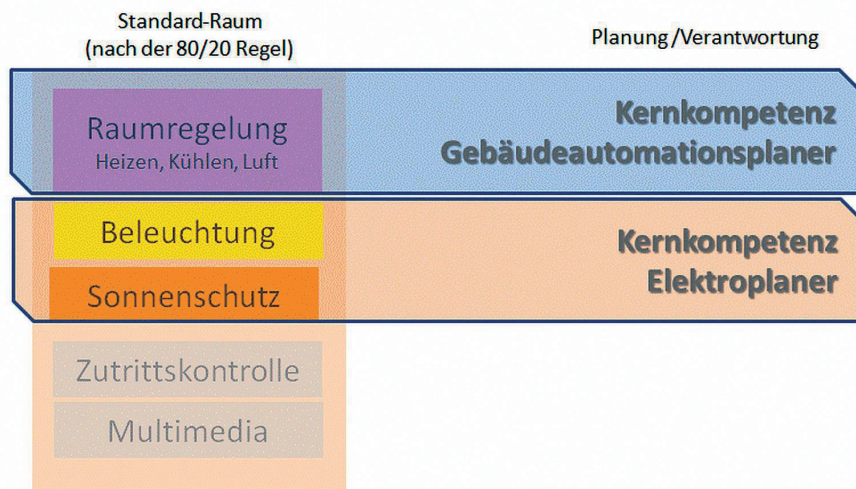 Standard-Raum
(nach der 80/20 Regel)
Planung/Verantwortung
Raumregelung
Heizen, Kühlen, Luft
Kernkompetenz
Gebäudeautomationsplaner
Beleuchtung
Sonnenschutz
Kernkompetenz
Elektroplaner
Zutrittskontrolle
Multimedia